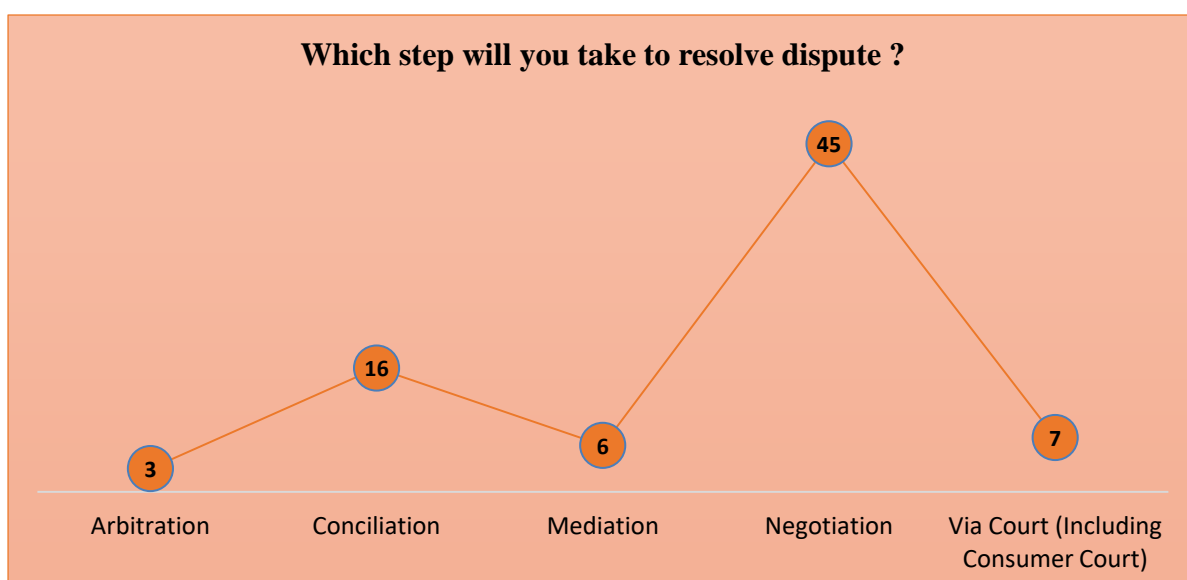 Which step will you take to resolve dispute ?
45
16
3
6
7
Arbitration
Conciliation
Mediation
Negotiation
Via Court (Including
Consumer Court)